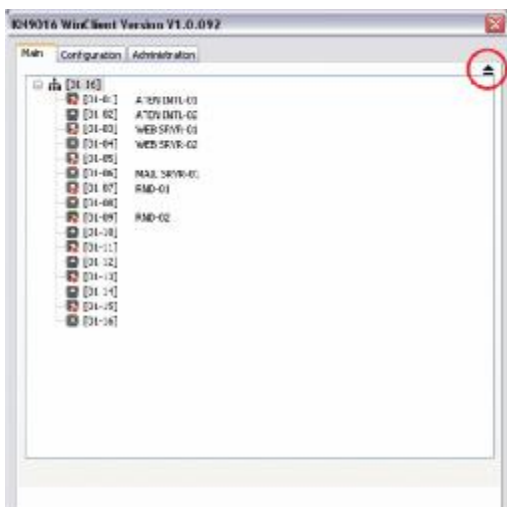 KH9016 WinClient Version V1.0.092
Main Configuration Administration
[01-16]
[01-01] ATEN INTL-01
[01-02] ATEN INTL-02
[01-03] WEB SRVR-01
[01-04] WEB SRVR-02
[01-05]
[01-06] MAIL SRVR-01
[01-07] RND-01
[01-08]
[01-09] RND-02
[01-10]
[01-11]
[01-12]
[01-13]
[01-14]
[01-15]
[01-16]